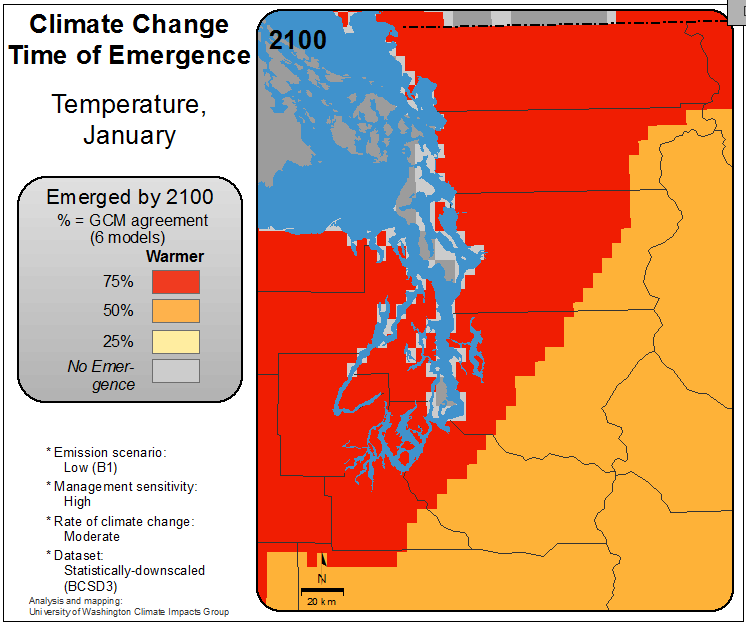 Climate Change
Time of Emergence
Temperature,
January
Emerged by 2100
% = GCM agreement
(6 models)
Warmer
75%
50%
25%
No Emer-
gence
* Emission scenario:
Low (B1)
* Management sensitivity:
High
* Rate of climate change:
Moderate
* Dataset:
Statistically-downscaled
(BCSD3)
Analysis and mapping:
University of Washington Climate Impacts Group
2100
N
20 km